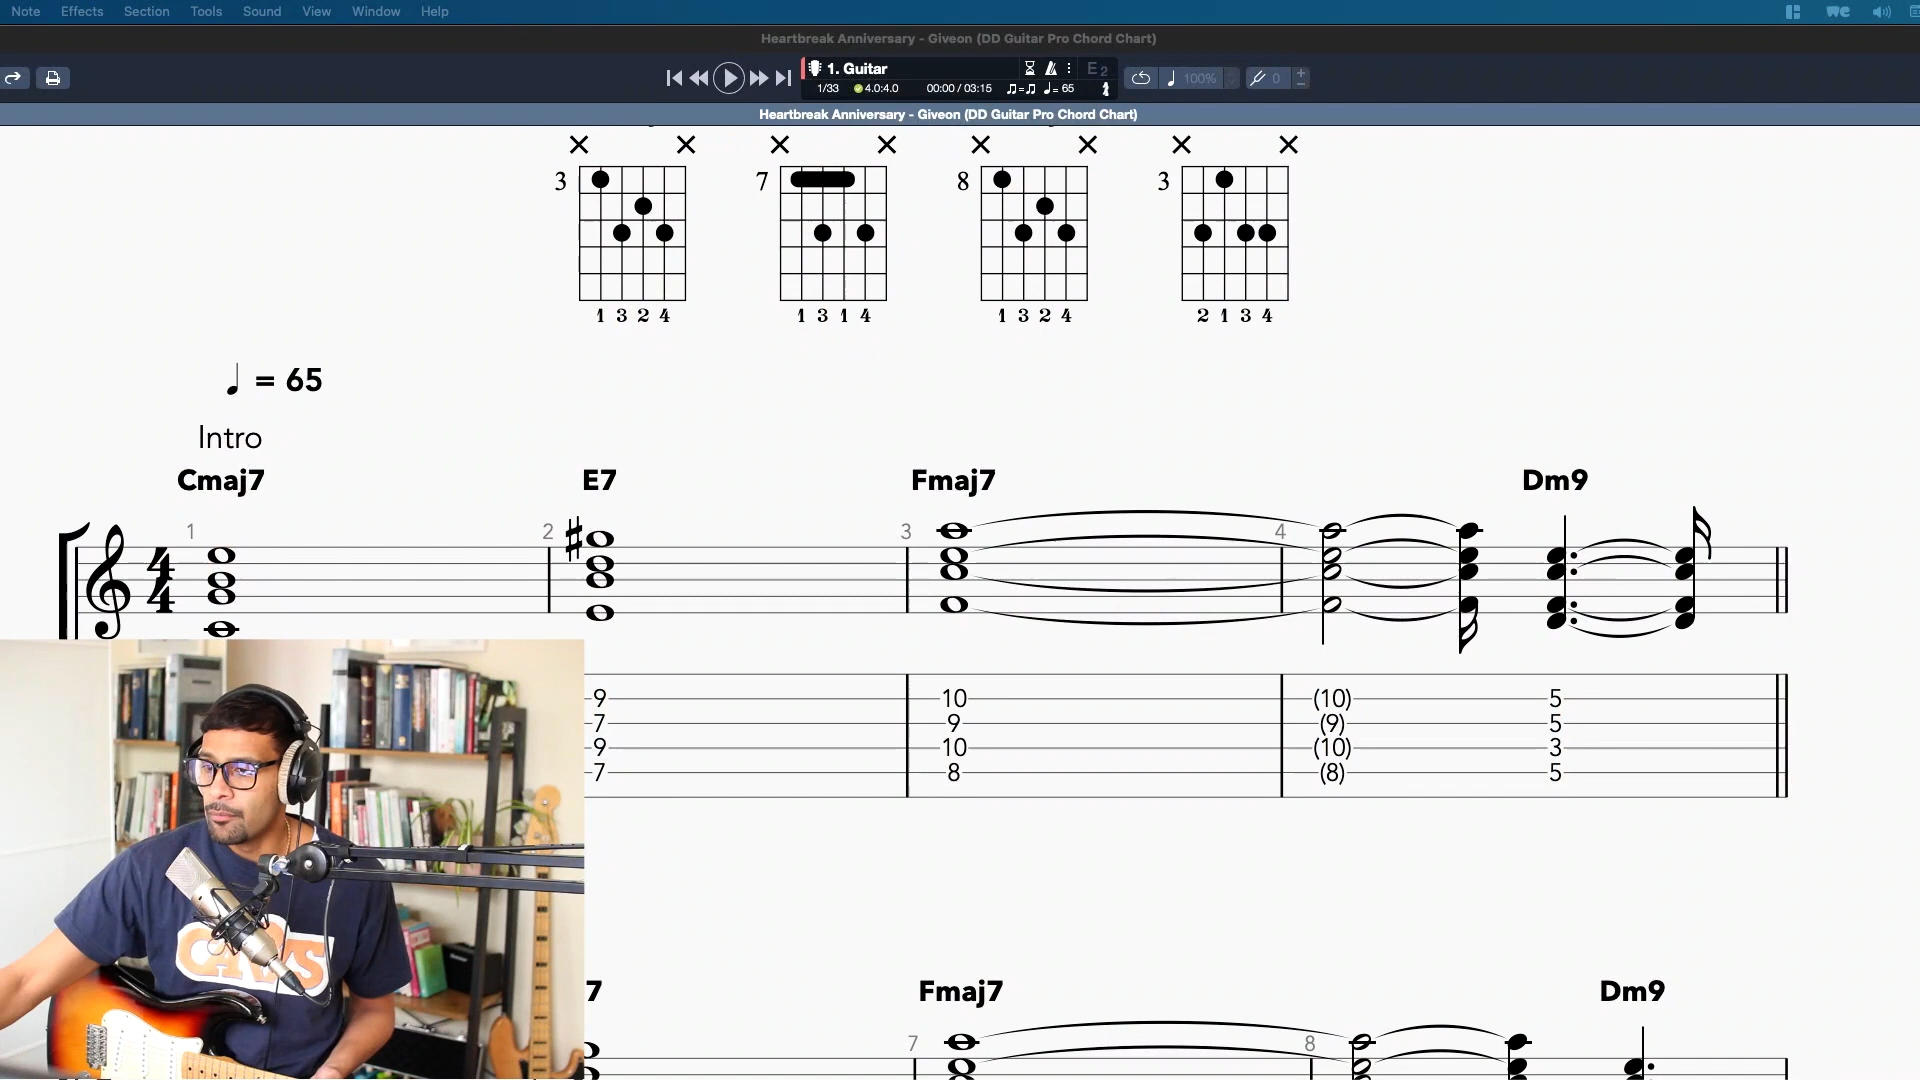 Note Effects Section Tools Sound View Window Help
Heartbreak Anniversary - Giveon (DD Guitar Pro Chord Chart)
1. Guitar E2
1/33 4.0:4.0 00:00 / 03:15 ♫=♫ ♩= 65 100% 0
Heartbreak Anniversary - Giveon (DD Guitar Pro Chord Chart)
3 7 8 3
1 3 2 4 1 3 1 4 1 3 2 4 2 1 3 4
♩ = 65
Intro
Cmaj7 E7 Fmaj7 Dm9
1 2 3 4
4
4
9 10 (10) 5
7 9 (9) 5
9 10 (10) 3
7 8 (8) 5
7 Fmaj7 Dm9
7 8